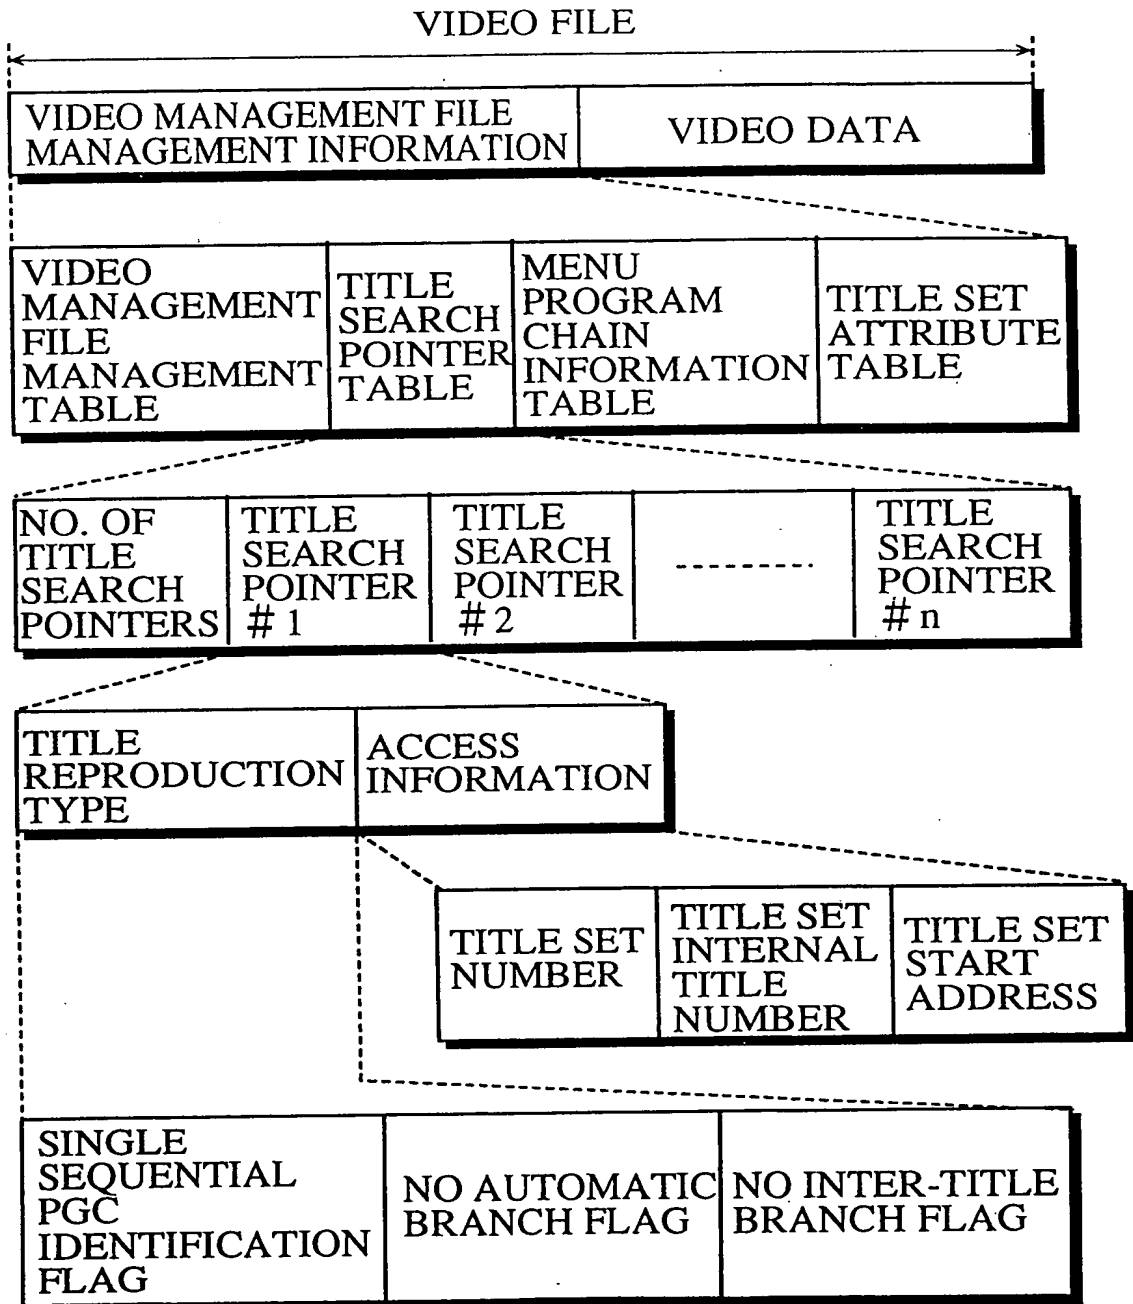 VIDEO FILE
VIDEO MANAGEMENT FILE
MANAGEMENT INFORMATION
VIDEO DATA
VIDEO
MANAGEMENT
FILE
MANAGEMENT
TABLE
TITLE
SEARCH
POINTER
TABLE
MENU
PROGRAM
CHAIN
INFORMATION
TABLE
TITLE SET
ATTRIBUTE
TABLE
NO. OF
TITLE
SEARCH
POINTERS
TITLE
SEARCH
POINTER
# 1
TITLE
SEARCH
POINTER
# 2
TITLE
SEARCH
POINTER
# n
TITLE
REPRODUCTION
TYPE
ACCESS
INFORMATION
TITLE SET
NUMBER
TITLE SET
INTERNAL
TITLE
NUMBER
TITLE SET
START
ADDRESS
SINGLE
SEQUENTIAL
PGC
IDENTIFICATION
FLAG
NO AUTOMATIC
BRANCH FLAG
NO INTER-TITLE
BRANCH FLAG